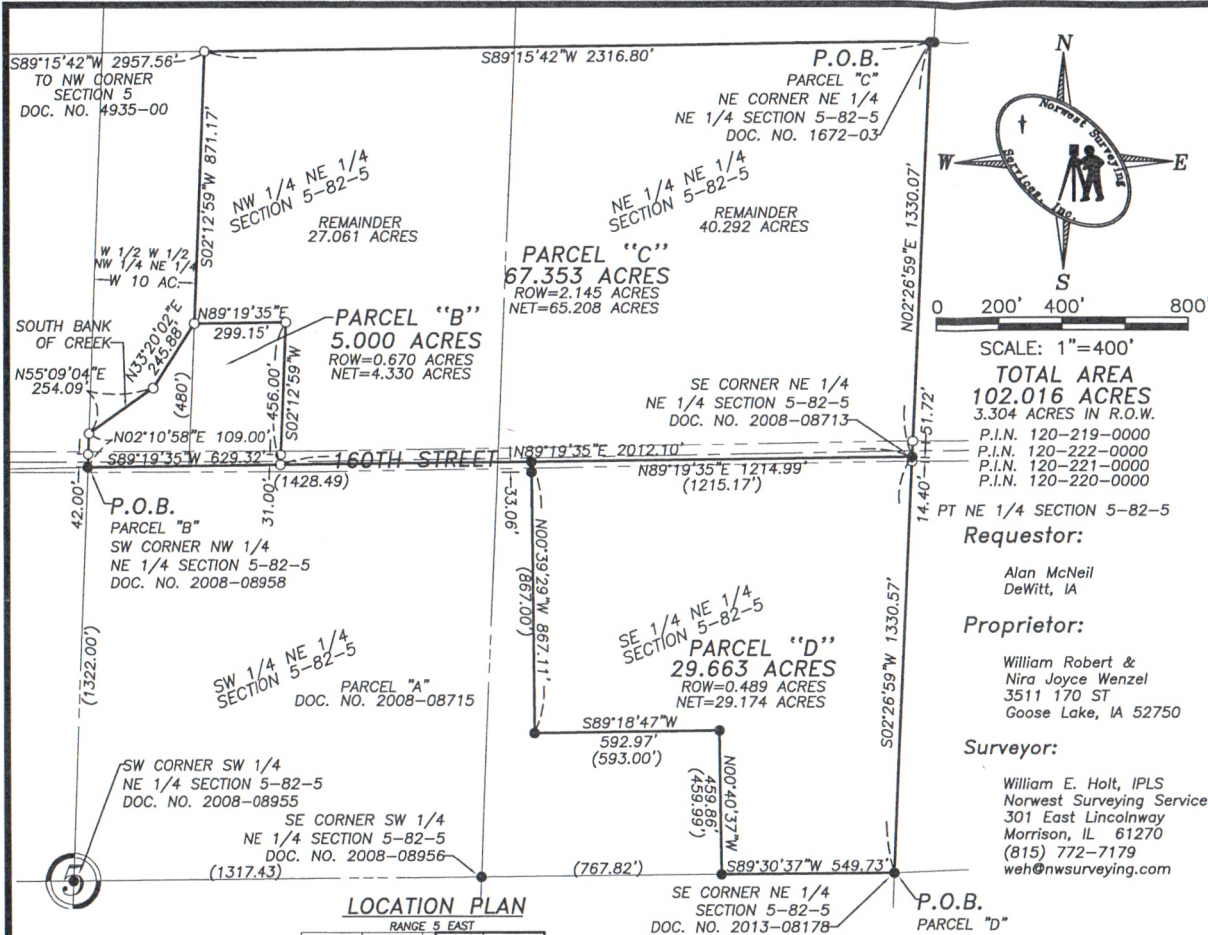 S89°15'42"W 2957.56'
TO NW CORNER
SECTION 5
DOC. NO. 4935-00
S89°15'42"W 2316.80'
P.O.B.
PARCEL "C"
NE CORNER NE 1/4
NE 1/4 SECTION 5-82-5
DOC. NO. 1672-03
N
W
E
S
Norwest Surveying
Services, Inc.
S02°12'59"W 871.17'
NW 1/4 NE 1/4
SECTION 5-82-5
REMAINDER
27.061 ACRES
NE 1/4 NE 1/4
SECTION 5-82-5
REMAINDER
40.292 ACRES
N02°26'59"E 1330.07'
W 1/2 W 1/2
NW 1/4 NE 1/4
W 10 AC.
PARCEL "C"
67.353 ACRES
ROW=2.145 ACRES
NET=65.208 ACRES
0 200' 400' 800'
SCALE: 1"=400'
SOUTH BANK
OF CREEK
N33°20'02"E
245.88'
N89°19'35"E
299.15'
PARCEL "B"
5.000 ACRES
ROW=0.670 ACRES
NET=4.330 ACRES
N55°09'04"E
254.09'
(480')
456.00'
S02°12'59"W
SE CORNER NE 1/4
NE 1/4 SECTION 5-82-5
DOC. NO. 2008-08713
51.72'
TOTAL AREA
102.016 ACRES
3.304 ACRES IN R.O.W.
P.I.N. 120-219-0000
P.I.N. 120-222-0000
P.I.N. 120-221-0000
P.I.N. 120-220-0000
PT NE 1/4 SECTION 5-82-5
N02°10'58"E 109.00'
S89°19'35"W 629.32'
160TH STREET
N89°19'35"E 2012.10'
(1428.49)
N89°19'35"E 1214.99'
(1215.17')
42.00'
31.00'
33.06'
14.40'
P.O.B.
PARCEL "B"
SW CORNER NW 1/4
NE 1/4 SECTION 5-82-5
DOC. NO. 2008-08958
N00°39'29"W 867.11'
(867.00')
Requestor:
Alan McNeil
DeWitt, IA
Proprietor:
William Robert &
Nira Joyce Wenzel
3511 170 ST
Goose Lake, IA 52750
(1322.00')
SW 1/4 NE 1/4
SECTION 5-82-5
PARCEL "A"
DOC. NO. 2008-08715
SE 1/4 NE 1/4
SECTION 5-82-5
PARCEL "D"
29.663 ACRES
ROW=0.489 ACRES
NET=29.174 ACRES
S02°26'59"W 1330.57'
S89°18'47"W
592.97'
(593.00')
Surveyor:
William E. Holt, IPLS
Norwest Surveying Service
301 East Lincolnway
Morrison, IL 61270
(815) 772-7179
weh@nwsurveying.com
N00°40'37"W
459.86'
(459.99')
SW CORNER SW 1/4
NE 1/4 SECTION 5-82-5
DOC. NO. 2008-08955
SE CORNER SW 1/4
NE 1/4 SECTION 5-82-5
DOC. NO. 2008-08956
5
(1317.43)
(767.82')
S89°30'37"W 549.73'
SE CORNER NE 1/4
SECTION 5-82-5
DOC. NO. 2013-08178
P.O.B.
PARCEL "D"
LOCATION PLAN
RANGE 5 EAST